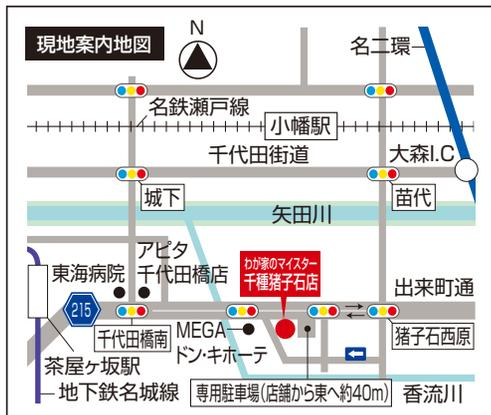 現地案内地図
N
名二環
名鉄瀬戸線
小幡駅
千代田街道
大森I.C
城下
苗代
矢田川
アピタ
千代田橋店
東海病院
わが家のマイスター
千種猪子石店
出来町通
215
千代田橋南
MEGA
ドン・キホーテ
猪子石西原
茶屋ヶ坂駅
地下鉄名城線
専用駐車場(店舗から東へ約40m)
香流川